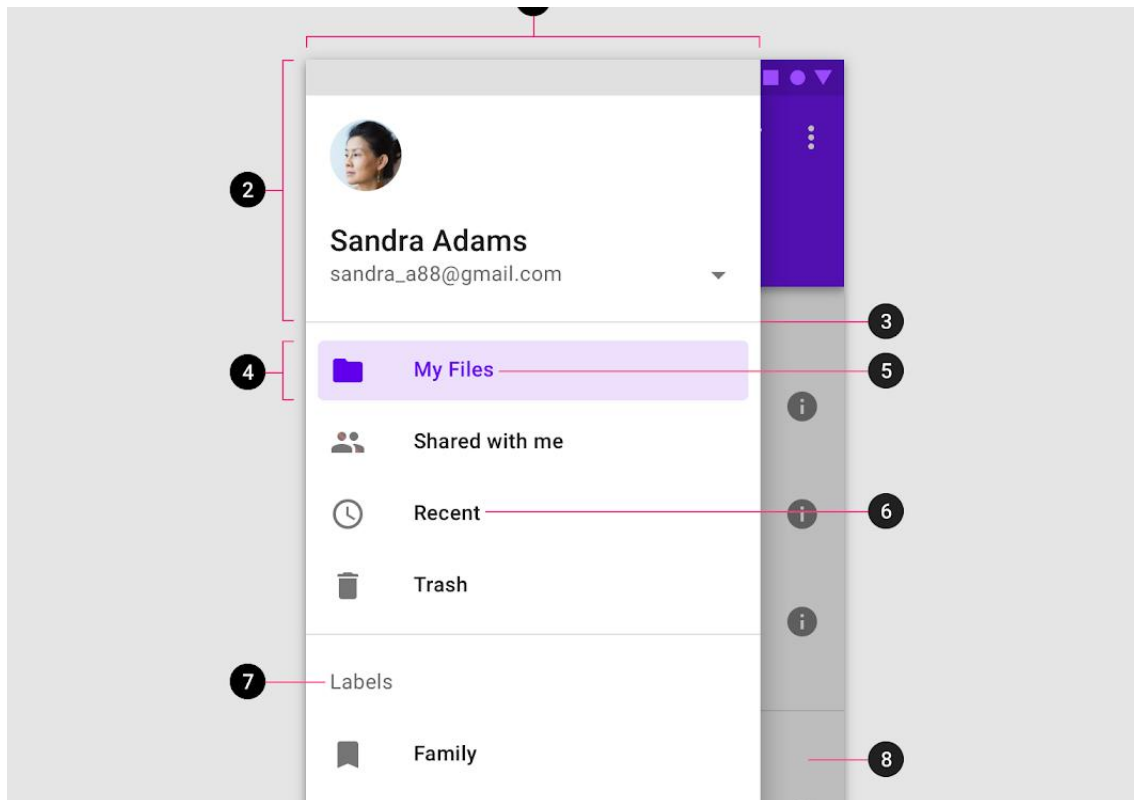 2
Sandra Adams
sandra_a88@gmail.com
3
4
My Files
5
Shared with me
Recent
6
Trash
7
Labels
Family
8